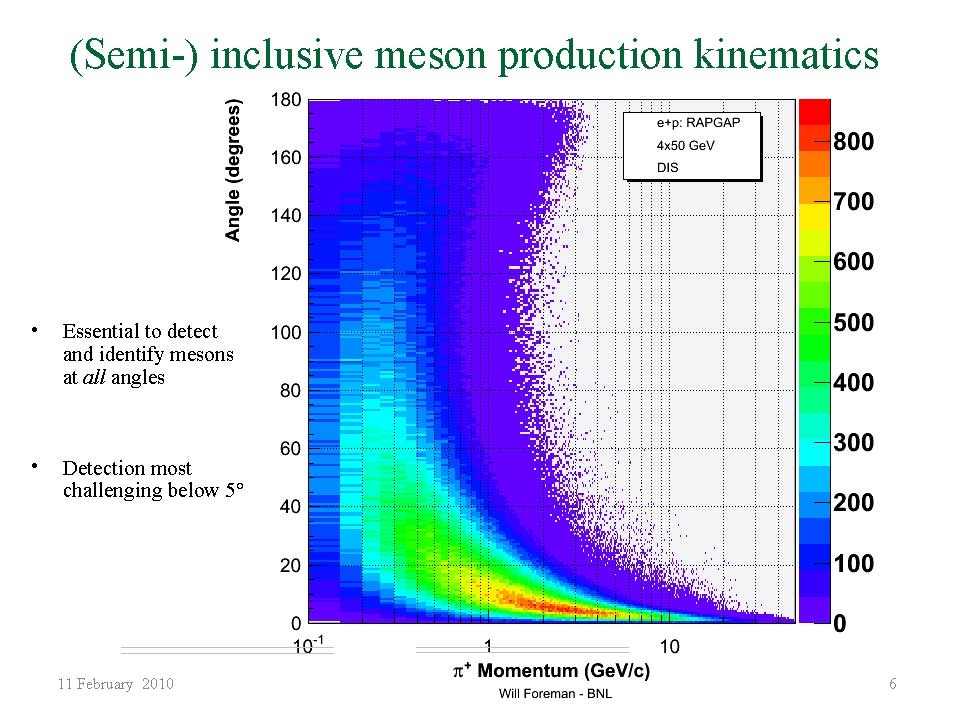 (Semi-) inclusive meson production kinematics
• Essential to detect
and identify mesons
at all angles
• Detection most
challenging below 5°
Angle (degrees)
180
160
140
120
100
80
60
40
20
0
e+p: RAPGAP
4x50 GeV
DIS
800
700
600
500
400
300
200
100
0
10⁻¹
1
10
π⁺ Momentum (GeV/c)
Will Foreman - BNL
11 February 2010
6